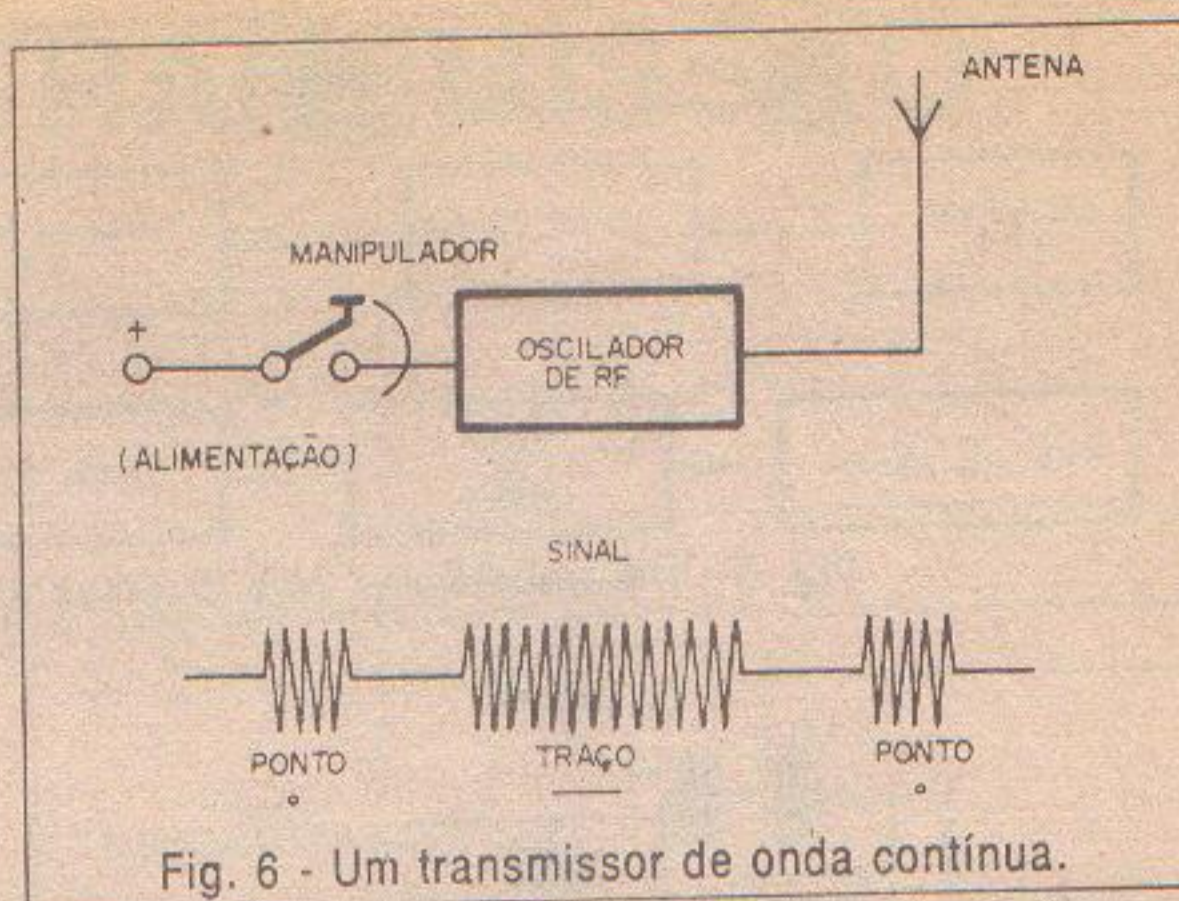 ANTENA
MANIPULADOR
+
OSCILADOR
DE RF
(ALIMENTAÇÃO)
SINAL
PONTO
TRAÇO
PONTO
Fig. 6 - Um transmissor de onda contínua.